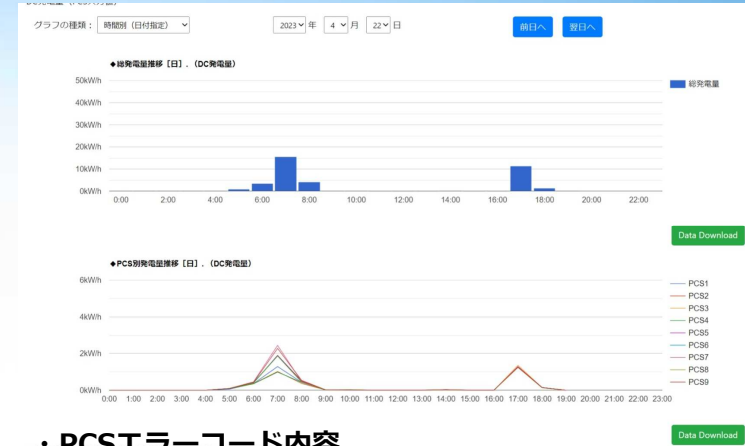 グラフの種類： 時間別（日付指定） 2023 年 4 月 22 日 前日へ 翌日へ
◆総発電量推移［日］.（DC発電量）
50kW/h
40kW/h
30kW/h
20kW/h
10kW/h
0kW/h
0:00 2:00 4:00 6:00 8:00 10:00 12:00 14:00 16:00 18:00 20:00 22:00
総発電量
Data Download
◆PCS別発電量推移［日］.（DC発電量）
6kW/h
4kW/h
2kW/h
0kW/h
0:00 1:00 2:00 3:00 4:00 5:00 6:00 7:00 8:00 9:00 10:00 11:00 12:00 13:00 14:00 15:00 16:00 17:00 18:00 19:00 20:00 21:00 22:00 23:00
PCS1
PCS2
PCS3
PCS4
PCS5
PCS6
PCS7
PCS8
PCS9
Data Download
・PCSエラーコード内容